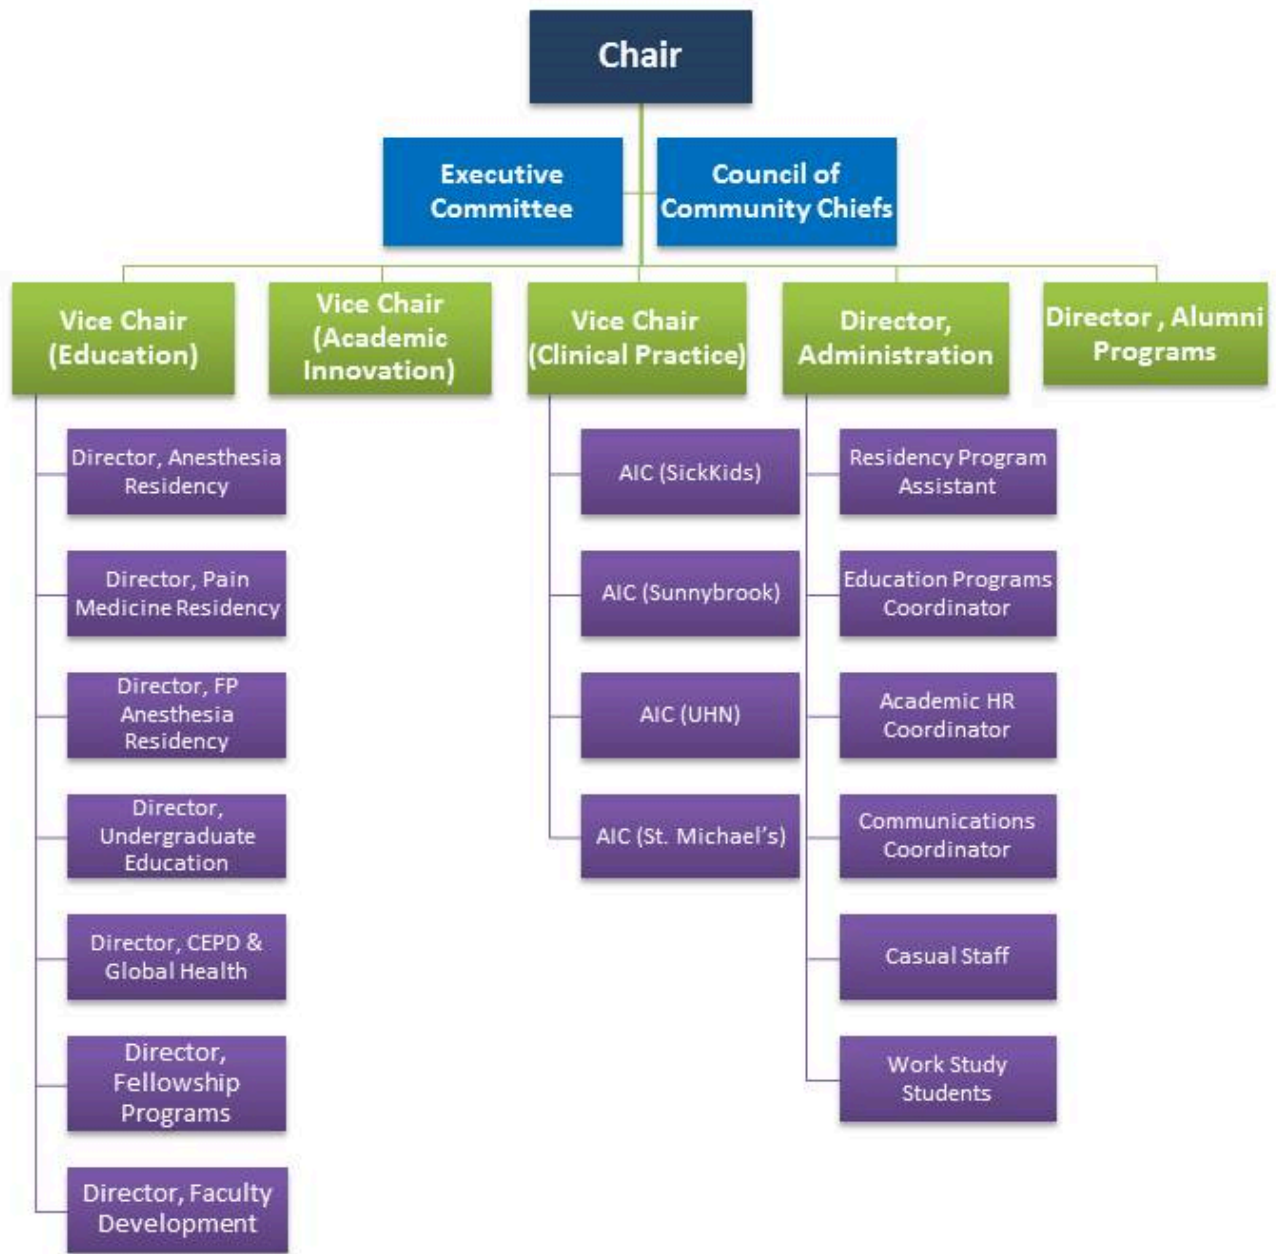 Chair
Executive
Committee
Council of
Community Chiefs
Vice Chair
(Education)
Vice Chair
(Academic
Innovation)
Vice Chair
(Clinical Practice)
Director,
Administration
Director , Alumni
Programs
Director, Anesthesia
Residency
Director, Pain
Medicine Residency
Director, FP
Anesthesia
Residency
Director,
Undergraduate
Education
Director, CEPD &
Global Health
Director,
Fellowship
Programs
Director, Faculty
Development
AIC (SickKids)
AIC (Sunnybrook)
AIC (UHN)
AIC (St. Michael’s)
Residency Program
Assistant
Education Programs
Coordinator
Academic HR
Coordinator
Communications
Coordinator
Casual Staff
Work Study
Students